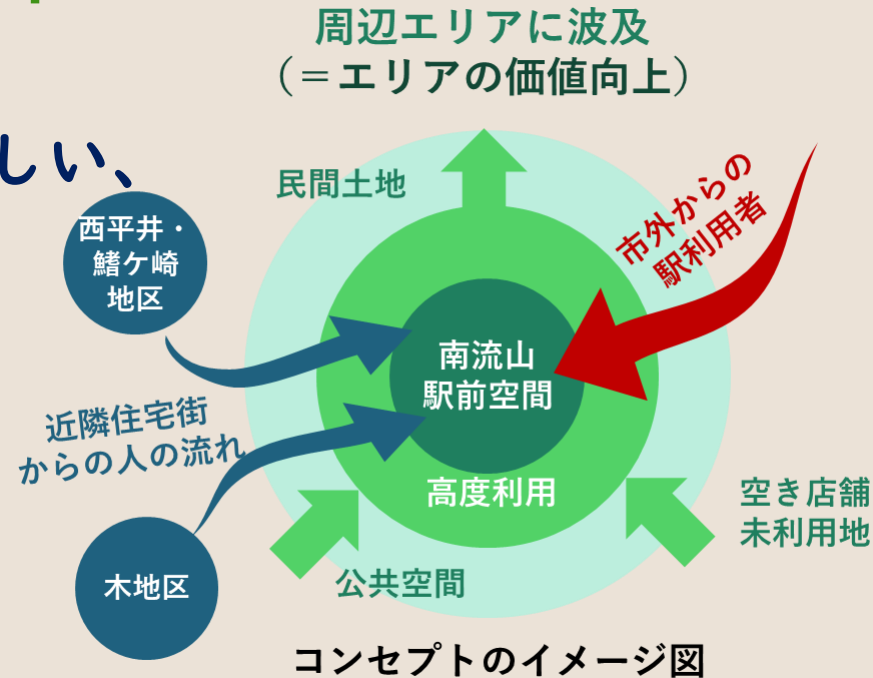 周辺エリアに波及
（＝エリアの価値向上）
しい、
民間土地
市外からの
駅利用者
西平井・
鰭ケ崎
地区
南流山
駅前空間
近隣住宅街
からの人の流れ
高度利用
空き店舗
未利用地
木地区
公共空間
コンセプトのイメージ図